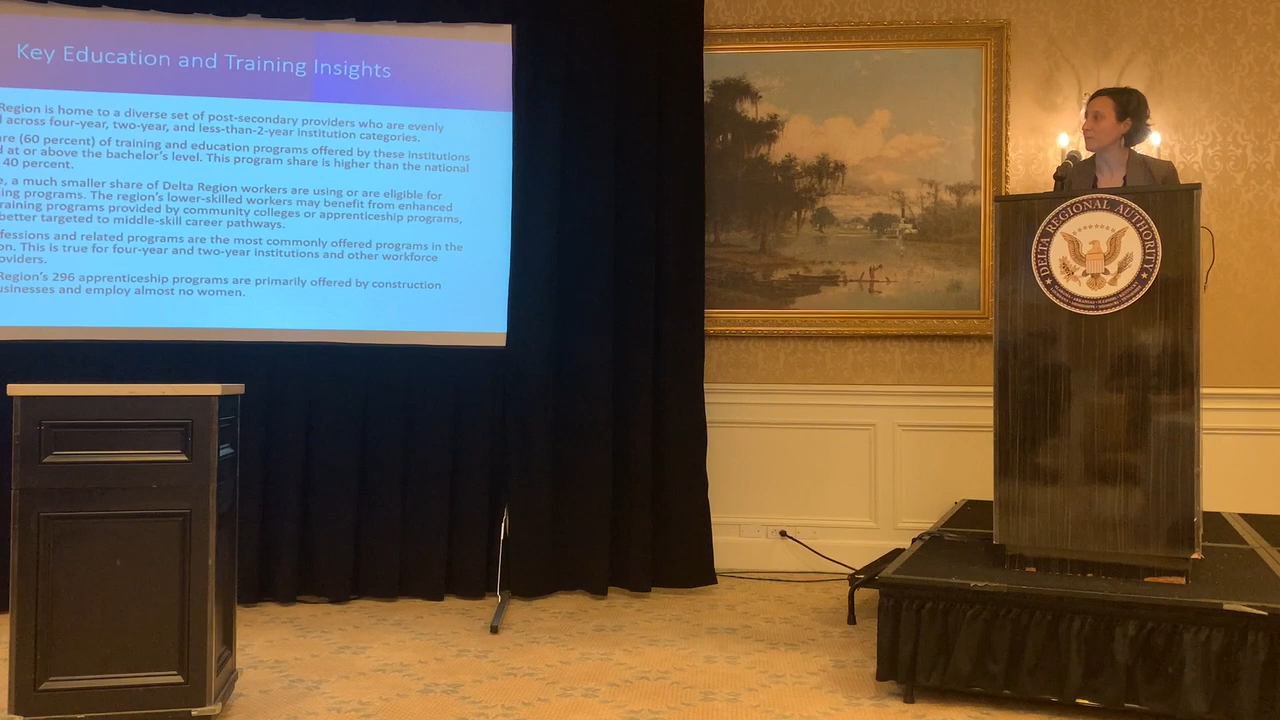 Key Education and Training Insights
Region is home to a diverse set of post-secondary providers who are evenly
across four-year, two-year, and less-than-2-year institution categories.
(60 percent) of training and education programs offered by these institutions
at or above the bachelor's level. This program share is higher than the national
40 percent.
a much smaller share of Delta Region workers are using or are eligible for
programs. The region's lower-skilled workers may benefit from enhanced
training programs provided by community colleges or apprenticeship programs,
better targeted to middle-skill career pathways.
and related programs are the most commonly offered programs in the
This is true for four-year and two-year institutions and other workforce
Region's 296 apprenticeship programs are primarily offered by construction
and employ almost no women.
DELTA REGIONAL AUTHORITY